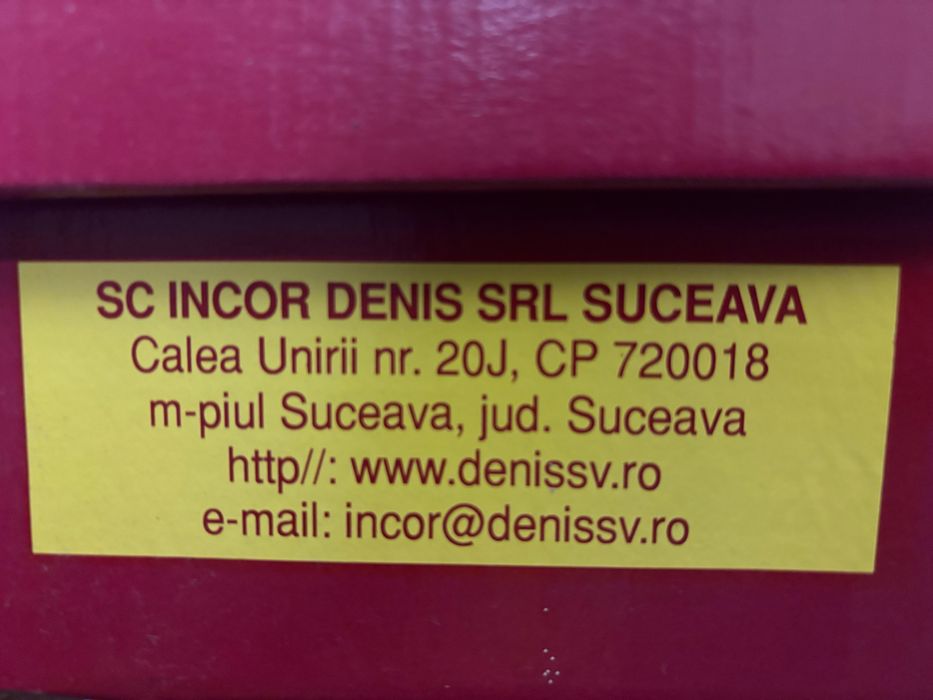 SC INCOR DENIS SRL SUCEAVA
Calea Unirii nr. 20J, CP 720018
m-piul Suceava, jud. Suceava
http//: www.denissv.ro
e-mail: incor@denissv.ro